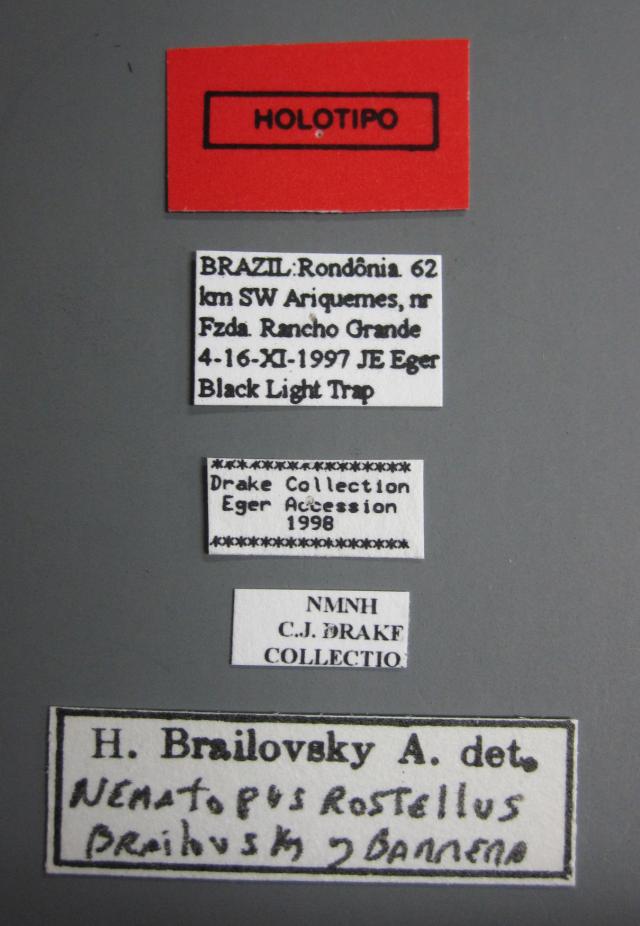 HOLOTIPO
BRAZIL:Rondônia. 62
km SW Ariquemes, nr
Fzda. Rancho Grande
4-16-XI-1997 JE Eger
Black Light Trap
*****************
Drake Collection
Eger Accession
1998
*****************
NMNH
C.J. DRAKE
COLLECTIO
H. Brailovsky A. det.
NEMATOPUS ROSTELLUS
BRAILOVSKY y BARRERA